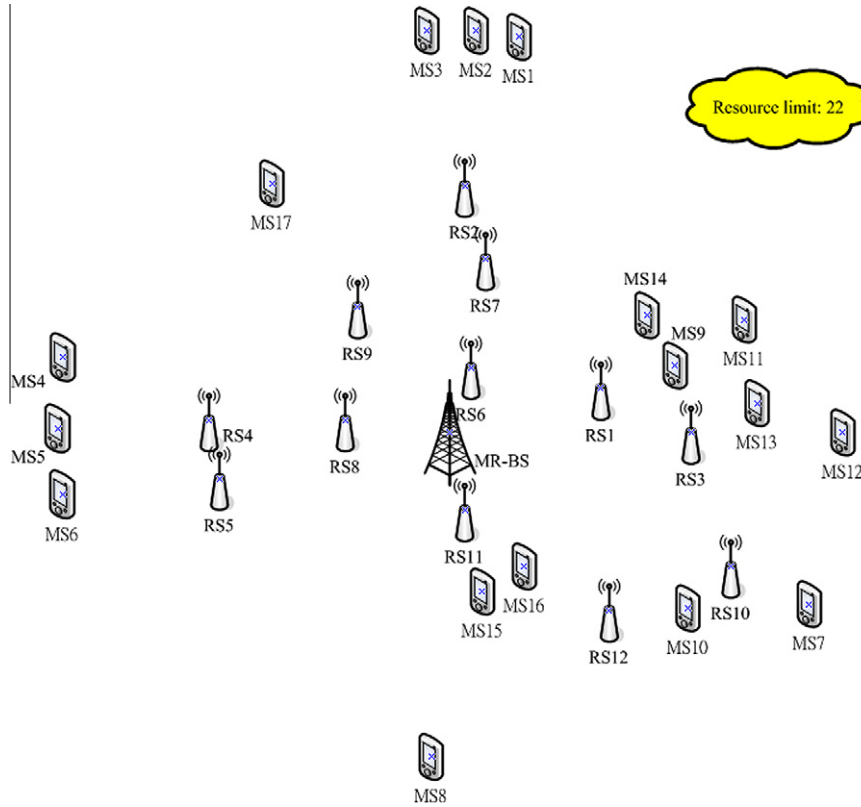 MS3
MS2
MS1
Resource limit: 22
MS17
RS2
RS7
MS14
MS9
MS11
RS9
MS4
RS6
RS1
MS13
MS5
RS4
RS8
MR-BS
RS3
MS12
MS6
RS5
RS11
MS16
MS15
RS12
MS10
RS10
MS7
MS8